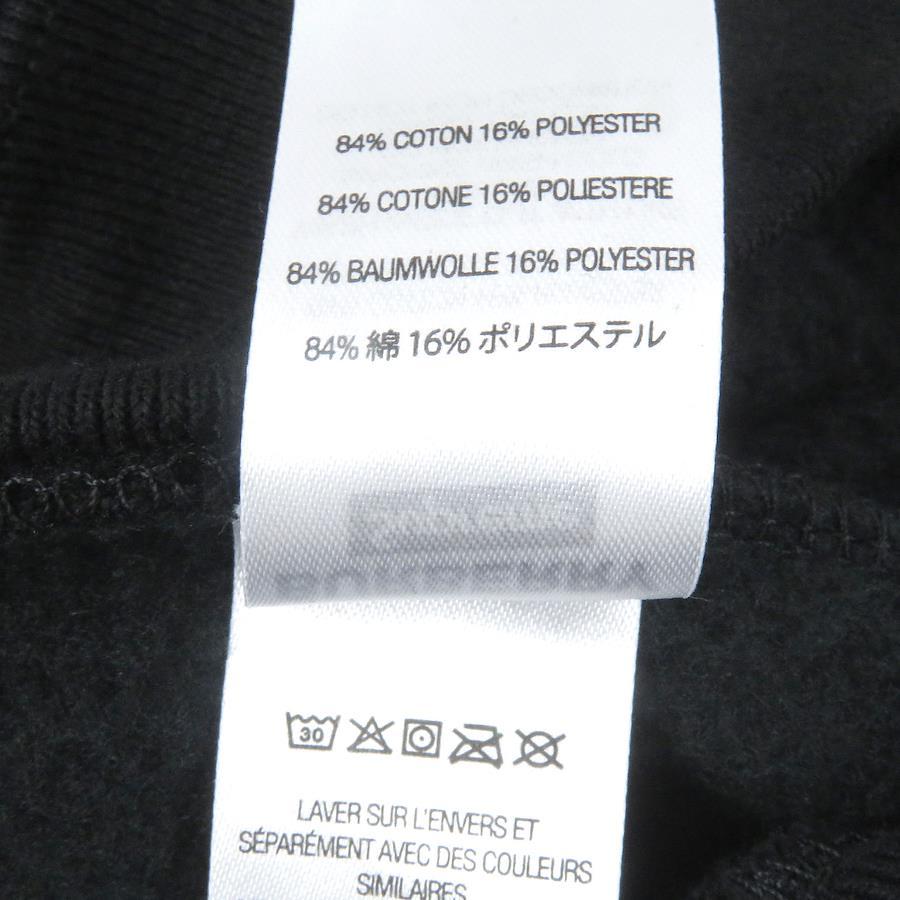 84% COTON 16% POLYESTER
84% COTONE 16% POLIESTERE
84% BAUMWOLLE 16% POLYESTER
84% 綿 16% ポリエステル
30
LAVER SUR L'ENVERS ET
SÉPARÉMENT AVEC DES COULEURS
SIMILAIRES